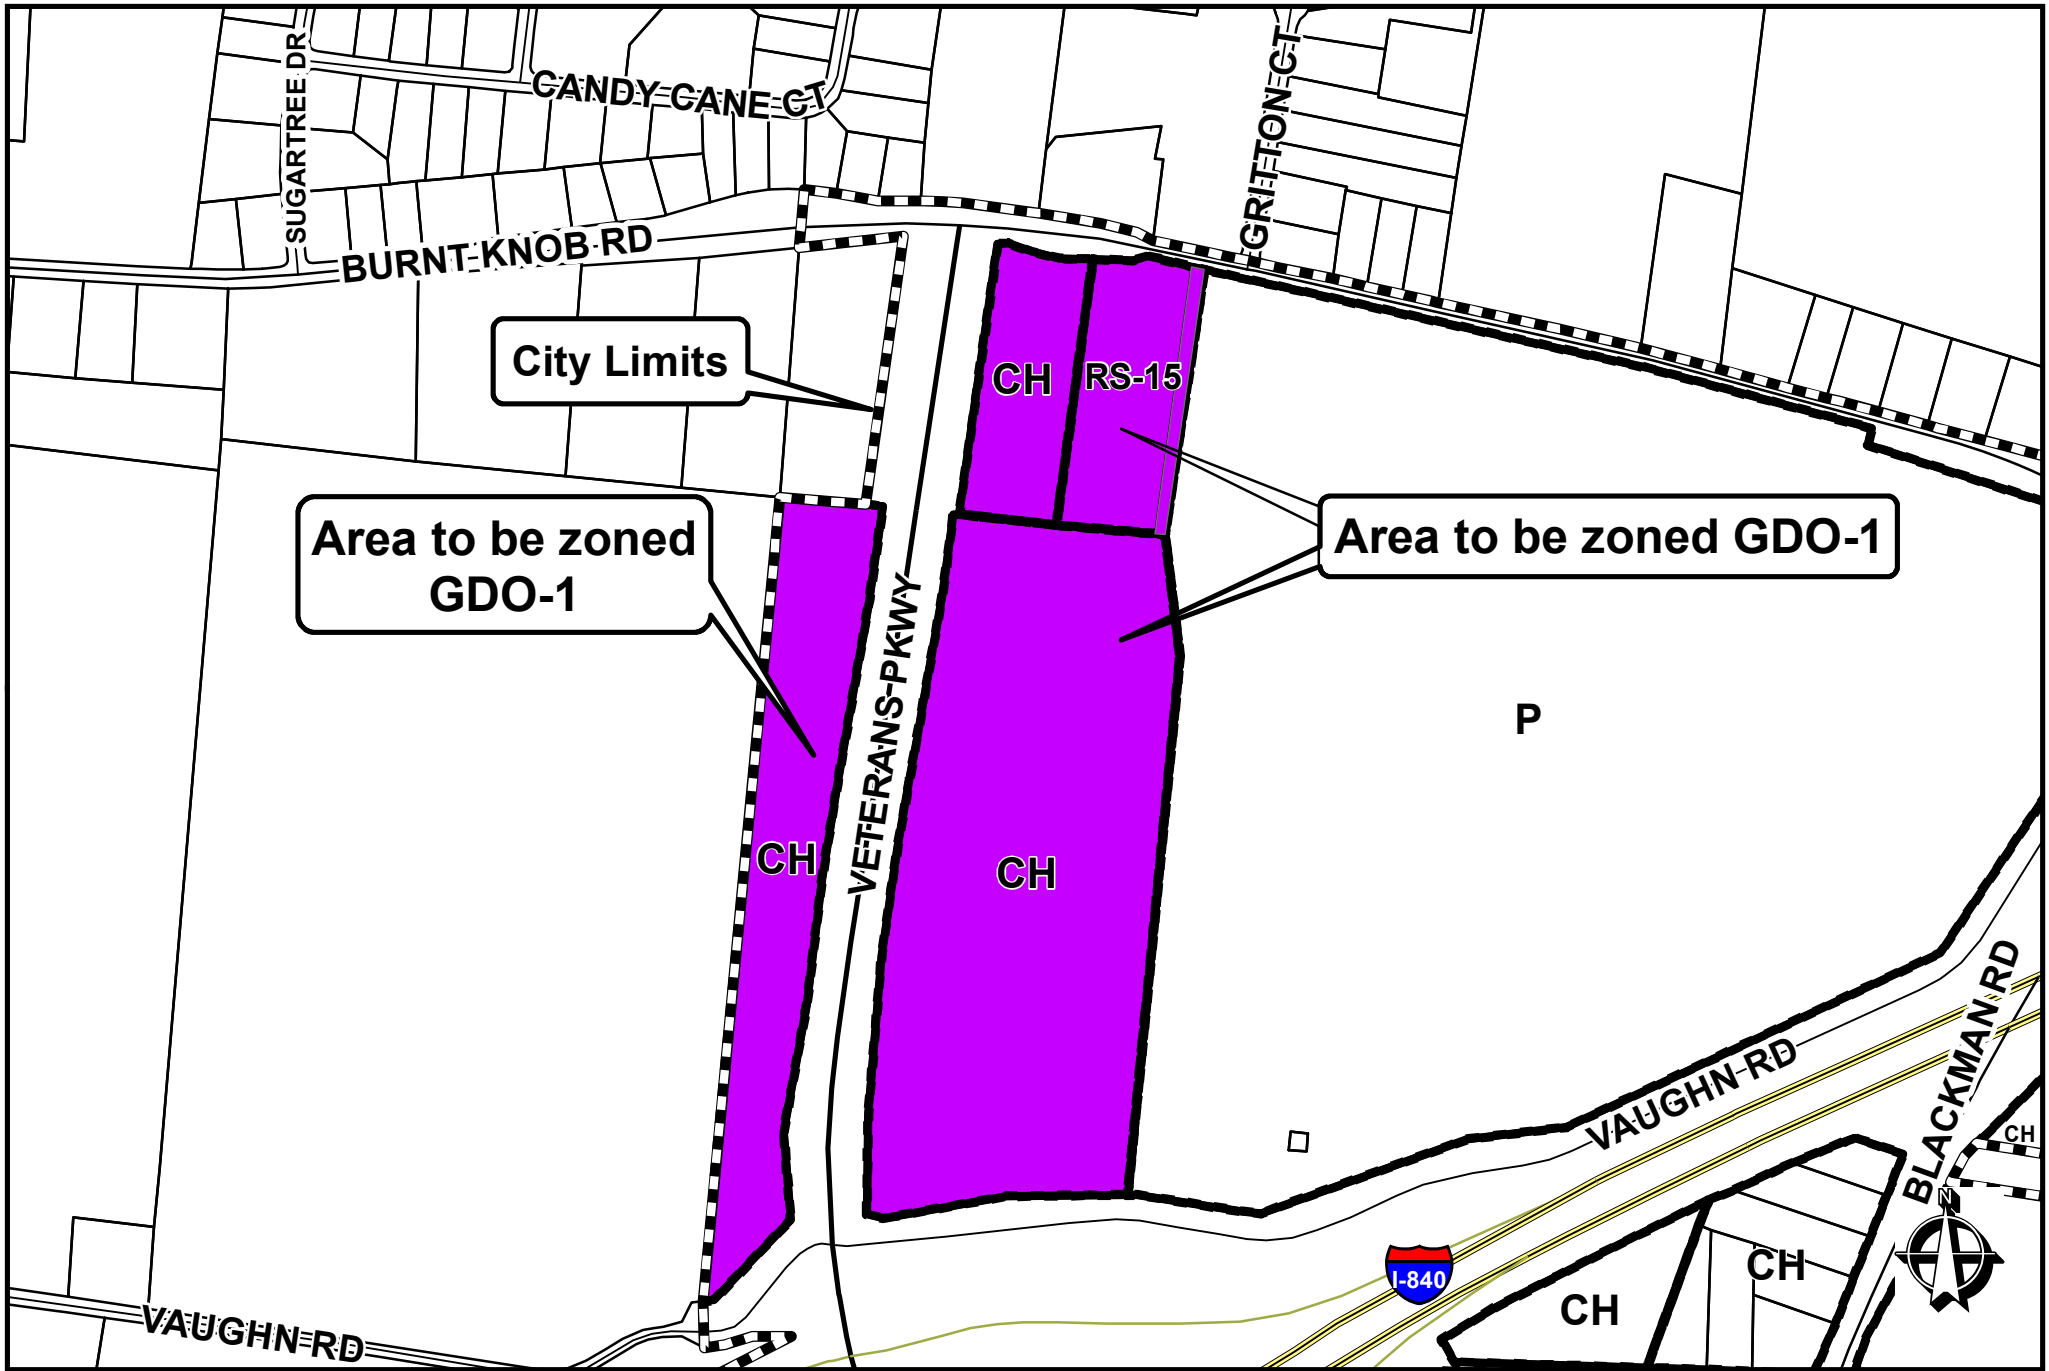 SUGARTREE DR
CANDY CANE CT
GRITTON CT
BURNT KNOB RD
City Limits
CH
RS-15
Area to be zoned
GDO-1
Area to be zoned GDO-1
VETERANS PKWY
P
CH
CH
VAUGHN RD
BLACKMAN RD
CH
N
I-840
CH
CH
VAUGHN RD